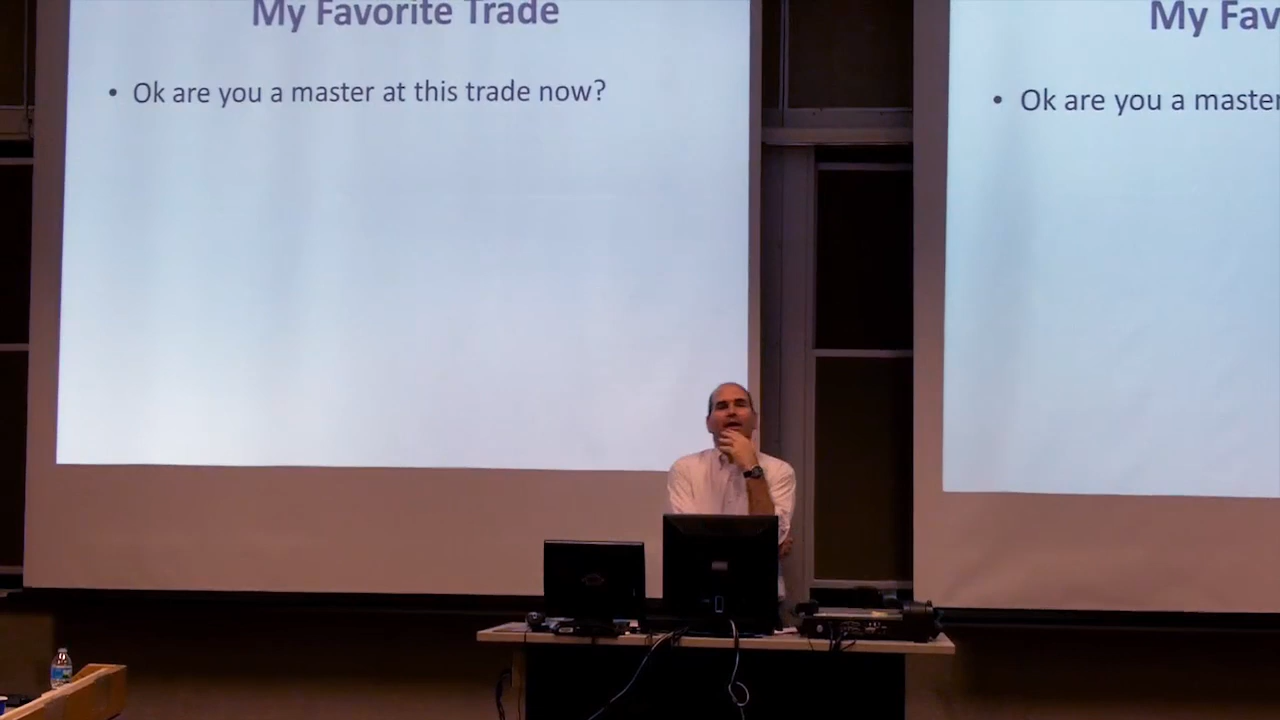 My Favorite Trade
• Ok are you a master at this trade now?
My Fav
• Ok are you a master